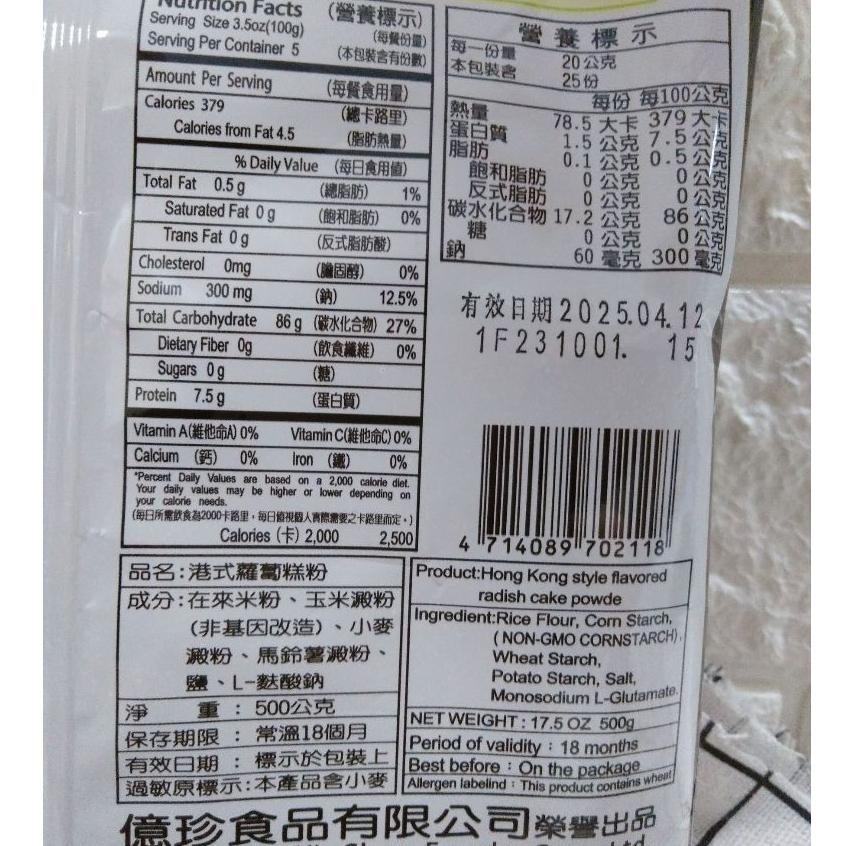 Nutrition Facts (營養標示)
Serving Size 3.5oz(100g) (每餐份量)
Serving Per Container 5 (本包裝含有份數)
Amount Per Serving (每餐食用量)
Calories 379 (總卡路里)
Calories from Fat 4.5 (脂肪熱量)
% Daily Value (每日食用值)
Total Fat 0.5 g (總脂肪) 1%
Saturated Fat 0 g (飽和脂肪) 0%
Trans Fat 0 g (反式脂肪酸)
Cholesterol 0mg (膽固醇) 0%
Sodium 300 mg (鈉) 12.5%
Total Carbohydrate 86 g (碳水化合物) 27%
Dietary Fiber 0g (飲食纖維) 0%
Sugars 0 g (糖)
Protein 7.5 g (蛋白質)
Vitamin A(維他命A) 0% Vitamin C(維他命C) 0%
Calcium (鈣) 0% Iron (鐵) 0%
*Percent Daily Values are based on a 2,000 calorie diet.
Your daily values may be higher or lower depending on
your calorie needs.
(每日所需飲食為2000卡路里，每日值視個人實際需要之卡路里而定。)
Calories (卡) 2,000 2,500
營養標示
每一份量 20公克
本包裝含 25份
每份 每100公克
熱量 78.5 大卡 379 大卡
蛋白質 1.5 公克 7.5 公克
脂肪 0.1 公克 0.5 公克
飽和脂肪 0 公克 0 公克
反式脂肪 0 公克 0 公克
碳水化合物 17.2 公克 86 公克
糖 0 公克 0 公克
鈉 60 毫克 300 毫克
有效日期 2025.04.12
1F231001. 15
4 714089 702118
品名:港式蘿蔔糕粉
成分:在來米粉、玉米澱粉
(非基因改造)、小麥
澱粉、馬鈴薯澱粉、
鹽、L-麩酸鈉
淨重:500公克
保存期限:常溫18個月
有效日期:標示於包裝上
過敏原標示:本產品含小麥
Product:Hong Kong style flavored
radish cake powde
Ingredient:Rice Flour, Corn Starch,
(NON-GMO CORNSTARCH),
Wheat Starch,
Potato Starch, Salt,
Monosodium L-Glutamate.
NET WEIGHT : 17.5 OZ 500g
Period of validity : 18 months
Best before : On the package
Allergen labelind : This product contains wheat
億珍食品有限公司榮譽出品